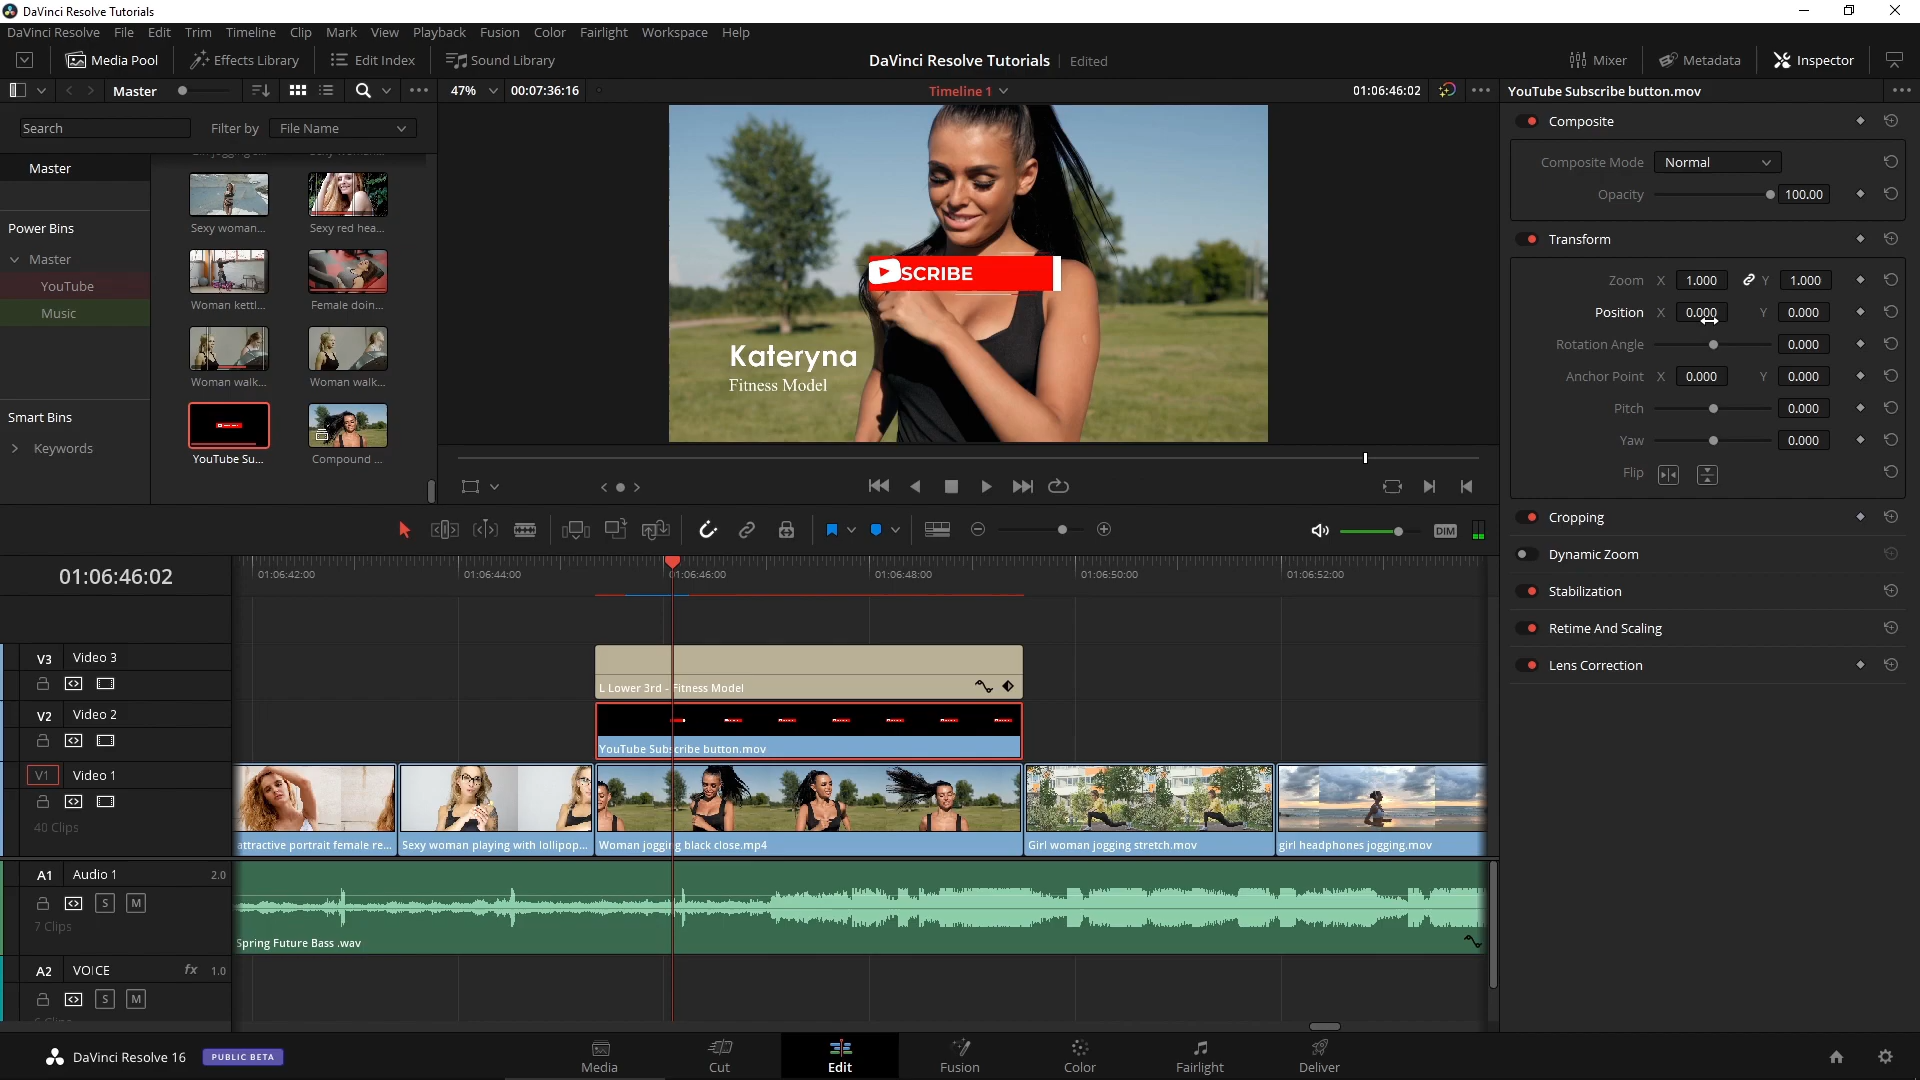 DaVinci Resolve Tutorials
DaVinci Resolve File Edit Trim Timeline Clip Mark View Playback Fusion Color Fairlight Workspace Help
Media Pool Effects Library Edit Index Sound Library DaVinci Resolve Tutorials Edited Mixer Metadata Inspector
Master 47% 00:07:36:16 Timeline 1 01:06:46:02 YouTube Subscribe button.mov
Search Filter by File Name
Composite
Composite Mode Normal
Opacity 100.00
Master
Power Bins
Master
YouTube
Music
Smart Bins
Keywords
Sexy woman... Sexy red hea...
Woman kettl... Female doin...
Woman walk... Woman walk...
YouTube Su... Compound ...
SCRIBE
Kateryna
Fitness Model
Transform
Zoom X 1.000 Y 1.000
Position X 0.000 Y 0.000
Rotation Angle 0.000
Anchor Point X 0.000 Y 0.000
Pitch 0.000
Yaw 0.000
Flip
Cropping
Dynamic Zoom
Stabilization
Retime And Scaling
Lens Correction
DIM
01:06:46:02
01:06:42:00 01:06:44:00 01:06:46:00 01:06:48:00 01:06:50:00 01:06:52:00
V3 Video 3
L Lower 3rd - Fitness Model
V2 Video 2
YouTube Subscribe button.mov
V1 Video 1
40 Clips
attractive portrait female re... Sexy woman playing with lollipop... Woman jogging black close.mp4 Girl woman jogging stretch.mov girl headphones jogging.mov
A1 Audio 1 2.0
S M
7 Clips
Spring Future Bass .wav
A2 VOICE fx 1.0
S M
DaVinci Resolve 16 PUBLIC BETA
Media Cut Edit Fusion Color Fairlight Deliver